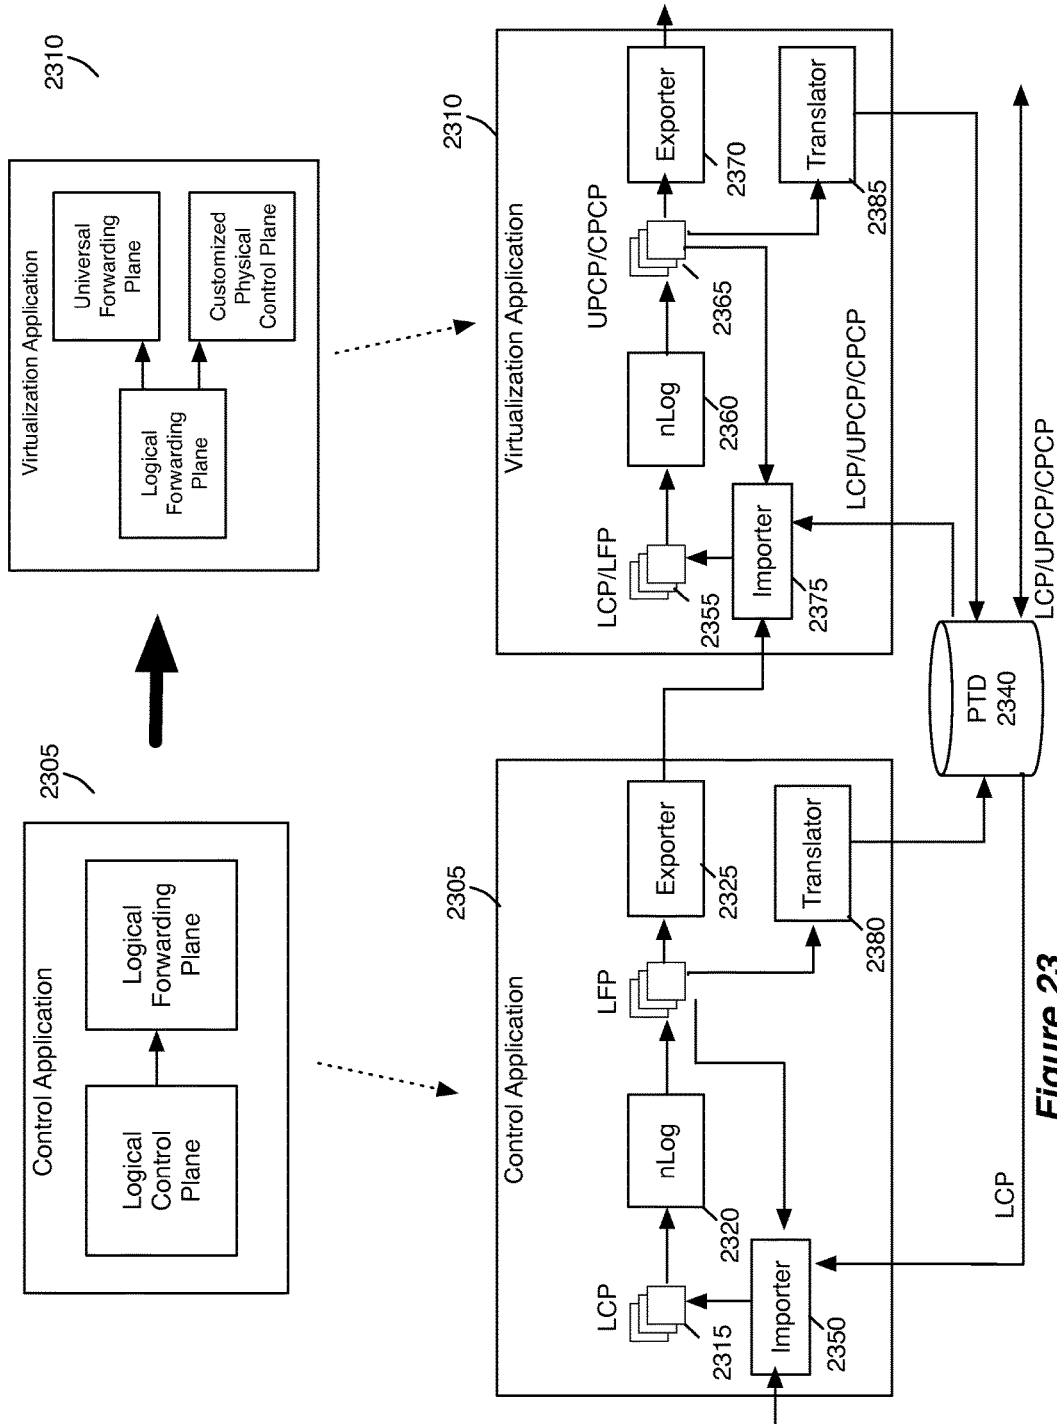 2305
2310
Control Application
Logical
Control
Plane
Logical
Forwarding
Plane
Virtualization Application
Logical
Forwarding
Plane
Universal
Forwarding
Plane
Customized
Physical
Control Plane
2305
Control Application
LCP
2315
nLog
2320
LFP
Exporter
2325
Importer
2350
Translator
2380
2310
Virtualization Application
LCP/LFP
2355
nLog
2360
UPCP/CPCP
2365
Exporter
2370
Importer
2375
Translator
2385
LCP/UPCP/CPCP
LCP
PTD
2340
LCP/UPCP/CPCP
Figure 23